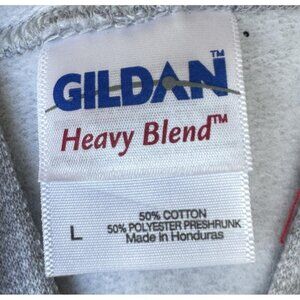 GILDAN™
Heavy Blend™
L
50% COTTON
50% POLYESTER PRESHRUNK
Made in Honduras